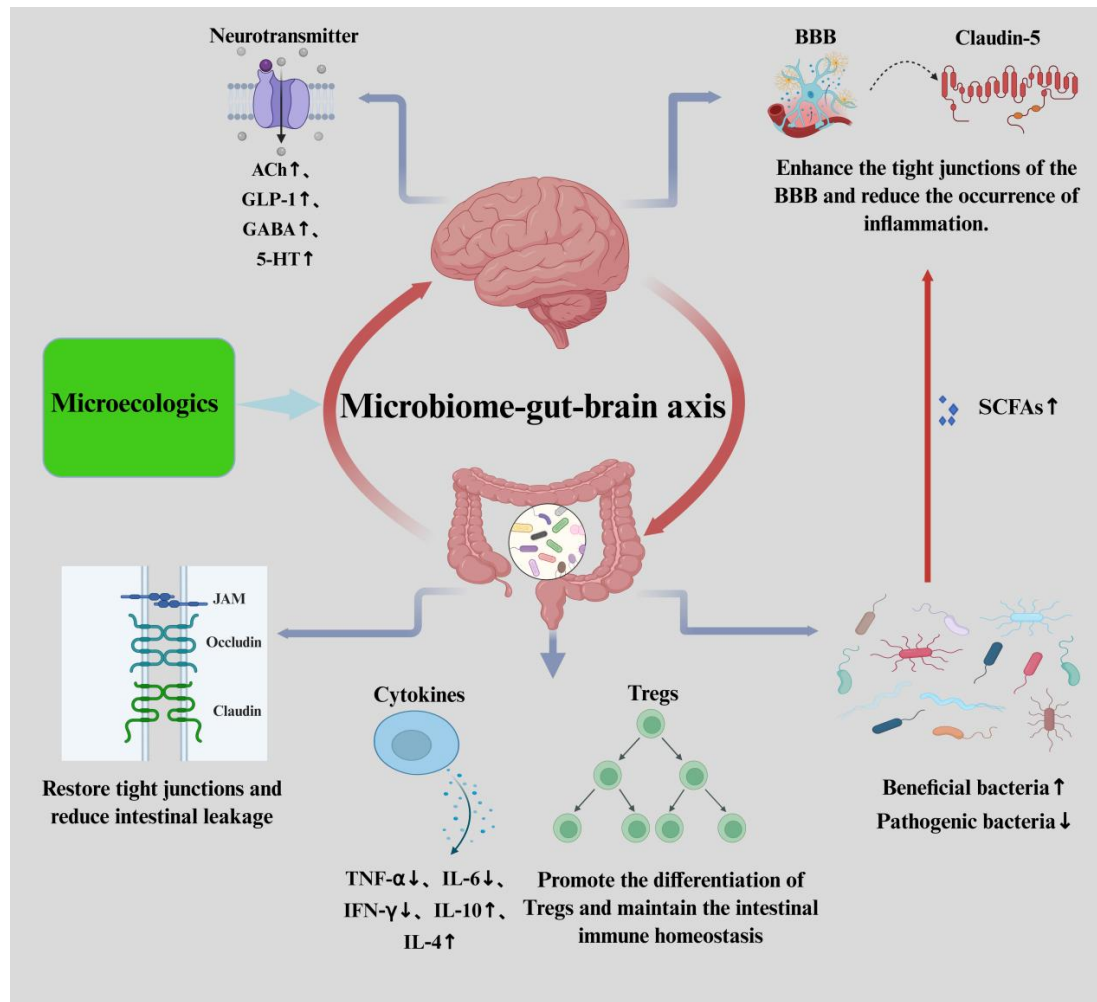 Neurotransmitter
ACh↑、
GLP-1↑、
GABA↑、
5-HT↑
BBB
Claudin-5
Enhance the tight junctions of the
BBB and reduce the occurrence of
inflammation.
Microecologics
Microbiome-gut-brain axis
SCFAs↑
JAM
Occludin
Claudin
Restore tight junctions and
reduce intestinal leakage
Cytokines
TNF-α↓、IL-6↓、
IFN-γ↓、IL-10↑、
IL-4↑
Tregs
Promote the differentiation of
Tregs and maintain the intestinal
immune homeostasis
Beneficial bacteria↑
Pathogenic bacteria↓